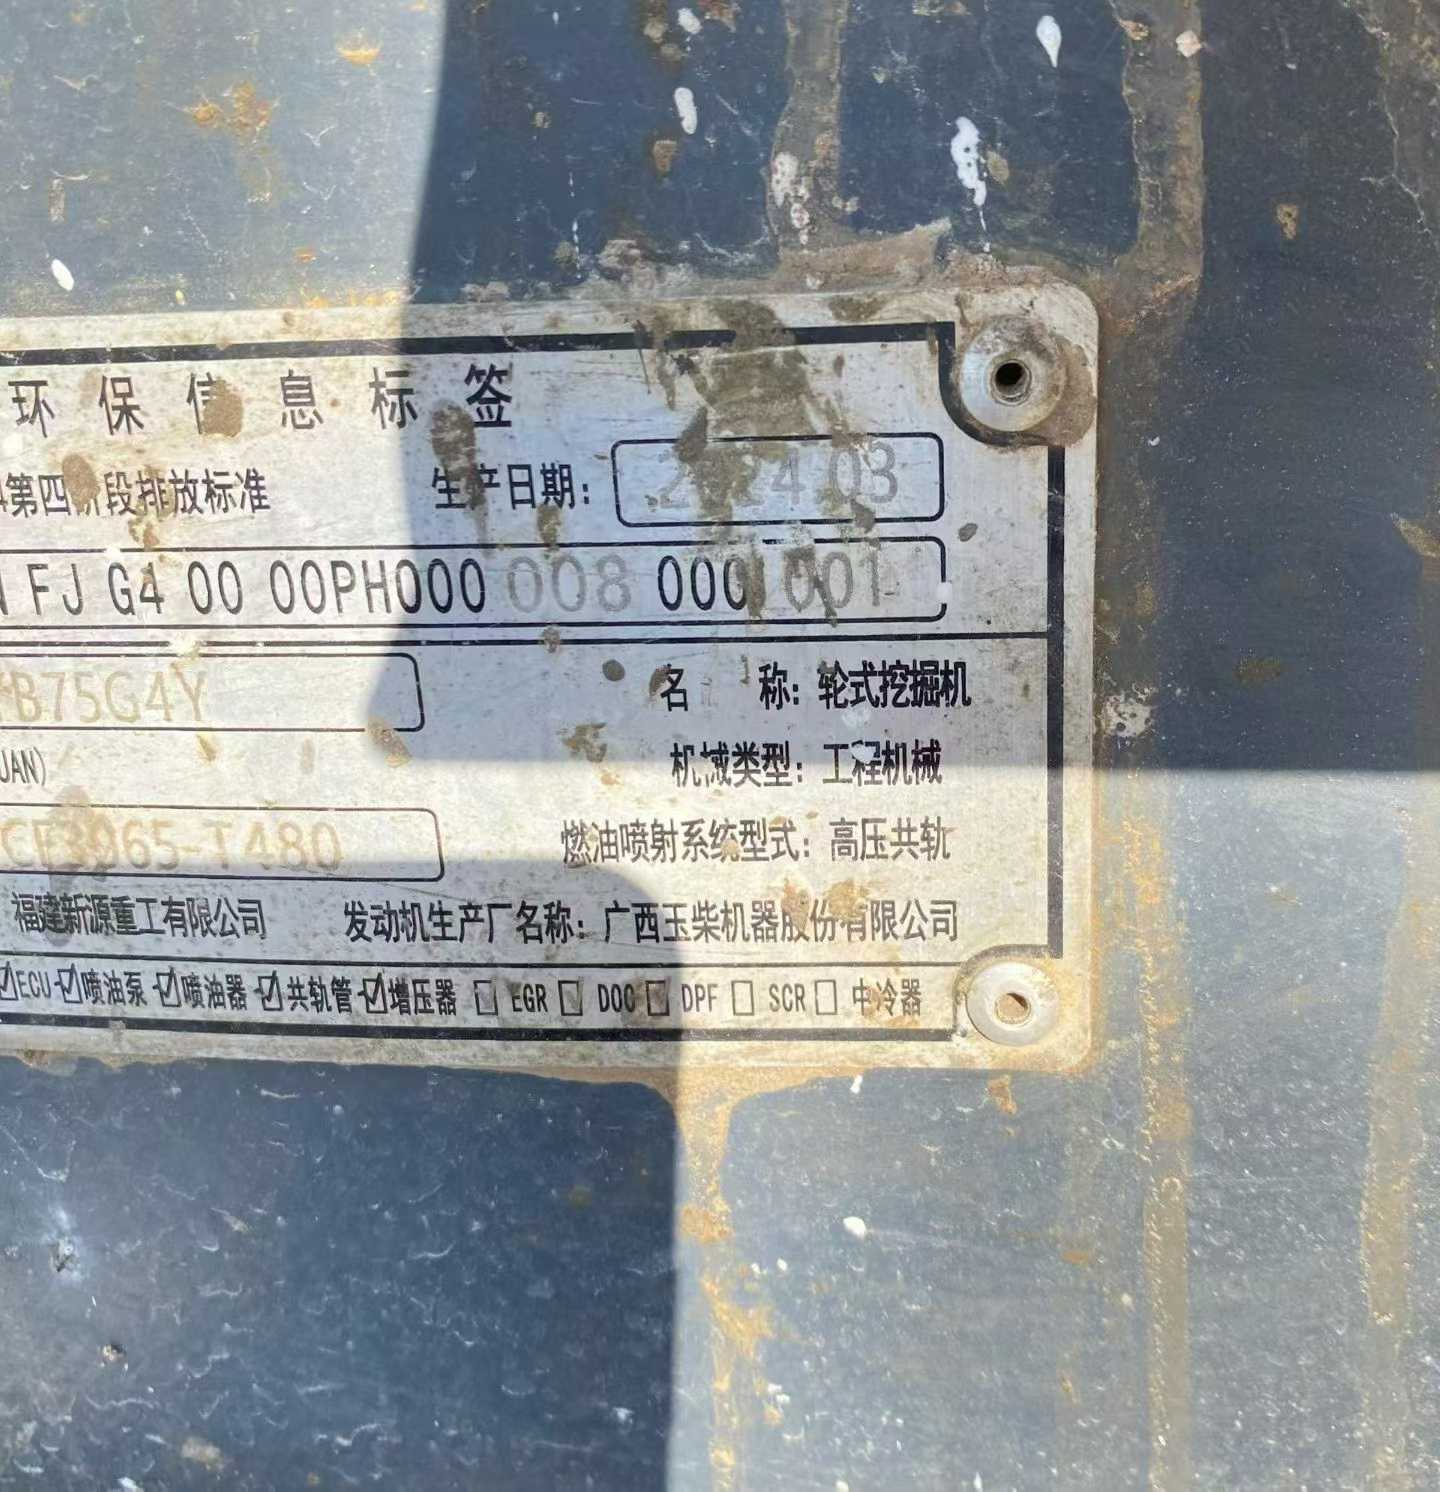 环保信息标签
第四阶段排放标准 生产日期: 2024.03
FJ G4 00 00PH000 008 000 001
B75G4Y 名 称: 轮式挖掘机
UAN) 机械类型: 工程机械
065-T480 燃油喷射系统型式: 高压共轨
福建新源重工有限公司 发动机生产厂名称: 广西玉柴机器股份有限公司
☑ECU ☑喷油泵 ☑喷油器 ☑共轨管 ☑增压器 □ EGR □ DOC □ DPF □ SCR □ 中冷器